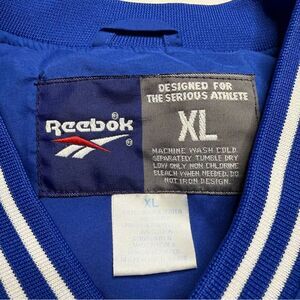 Reebok®
®
DESIGNED FOR
THE SERIOUS ATHLETE
XL
MACHINE WASH COLD
SEPARATELY TUMBLE DRY
LOW ONLY NON CHLORINE
BLEACH WHEN NEEDED. DO
NOT IRON DESIGN.
XL